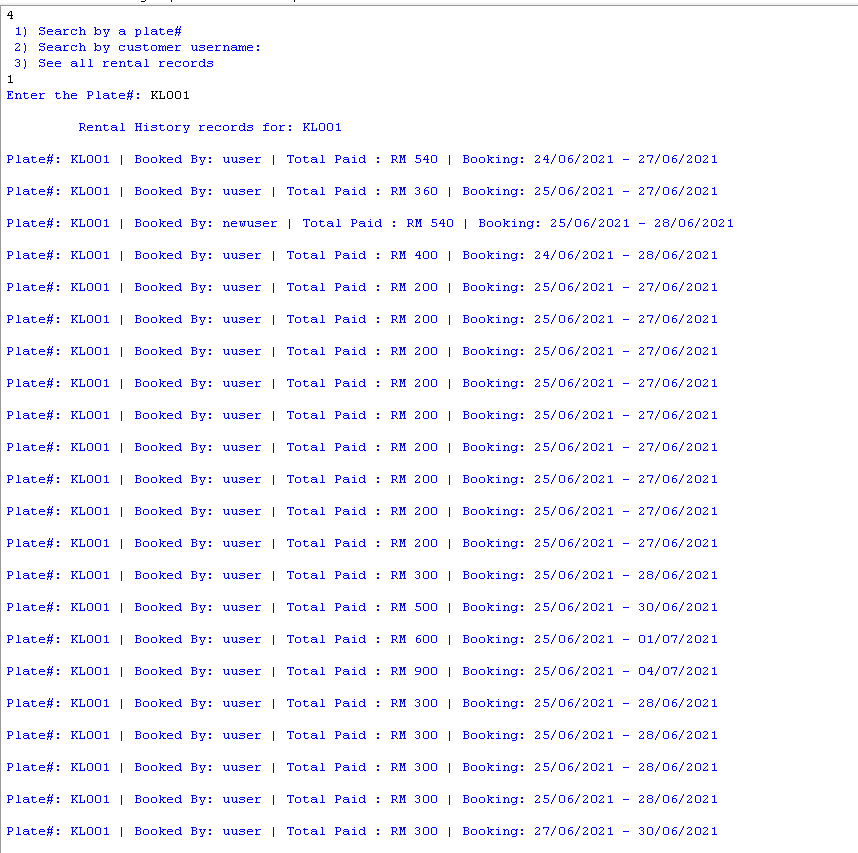 4
1) Search by a plate#
2) Search by customer username:
3) See all rental records
1
Enter the Plate#: KL001
Rental History records for: KL001
Plate#: KL001 | Booked By: uuser | Total Paid : RM 540 | Booking: 24/06/2021 - 27/06/2021
Plate#: KL001 | Booked By: uuser | Total Paid : RM 360 | Booking: 25/06/2021 - 27/06/2021
Plate#: KL001 | Booked By: newuser | Total Paid : RM 540 | Booking: 25/06/2021 - 28/06/2021
Plate#: KL001 | Booked By: uuser | Total Paid : RM 400 | Booking: 24/06/2021 - 28/06/2021
Plate#: KL001 | Booked By: uuser | Total Paid : RM 200 | Booking: 25/06/2021 - 27/06/2021
Plate#: KL001 | Booked By: uuser | Total Paid : RM 200 | Booking: 25/06/2021 - 27/06/2021
Plate#: KL001 | Booked By: uuser | Total Paid : RM 200 | Booking: 25/06/2021 - 27/06/2021
Plate#: KL001 | Booked By: uuser | Total Paid : RM 200 | Booking: 25/06/2021 - 27/06/2021
Plate#: KL001 | Booked By: uuser | Total Paid : RM 200 | Booking: 25/06/2021 - 27/06/2021
Plate#: KL001 | Booked By: uuser | Total Paid : RM 200 | Booking: 25/06/2021 - 27/06/2021
Plate#: KL001 | Booked By: uuser | Total Paid : RM 200 | Booking: 25/06/2021 - 27/06/2021
Plate#: KL001 | Booked By: uuser | Total Paid : RM 200 | Booking: 25/06/2021 - 27/06/2021
Plate#: KL001 | Booked By: uuser | Total Paid : RM 200 | Booking: 25/06/2021 - 27/06/2021
Plate#: KL001 | Booked By: uuser | Total Paid : RM 300 | Booking: 25/06/2021 - 28/06/2021
Plate#: KL001 | Booked By: uuser | Total Paid : RM 500 | Booking: 25/06/2021 - 30/06/2021
Plate#: KL001 | Booked By: uuser | Total Paid : RM 600 | Booking: 25/06/2021 - 01/07/2021
Plate#: KL001 | Booked By: uuser | Total Paid : RM 900 | Booking: 25/06/2021 - 04/07/2021
Plate#: KL001 | Booked By: uuser | Total Paid : RM 300 | Booking: 25/06/2021 - 28/06/2021
Plate#: KL001 | Booked By: uuser | Total Paid : RM 300 | Booking: 25/06/2021 - 28/06/2021
Plate#: KL001 | Booked By: uuser | Total Paid : RM 300 | Booking: 25/06/2021 - 28/06/2021
Plate#: KL001 | Booked By: uuser | Total Paid : RM 300 | Booking: 25/06/2021 - 28/06/2021
Plate#: KL001 | Booked By: uuser | Total Paid : RM 300 | Booking: 27/06/2021 - 30/06/2021